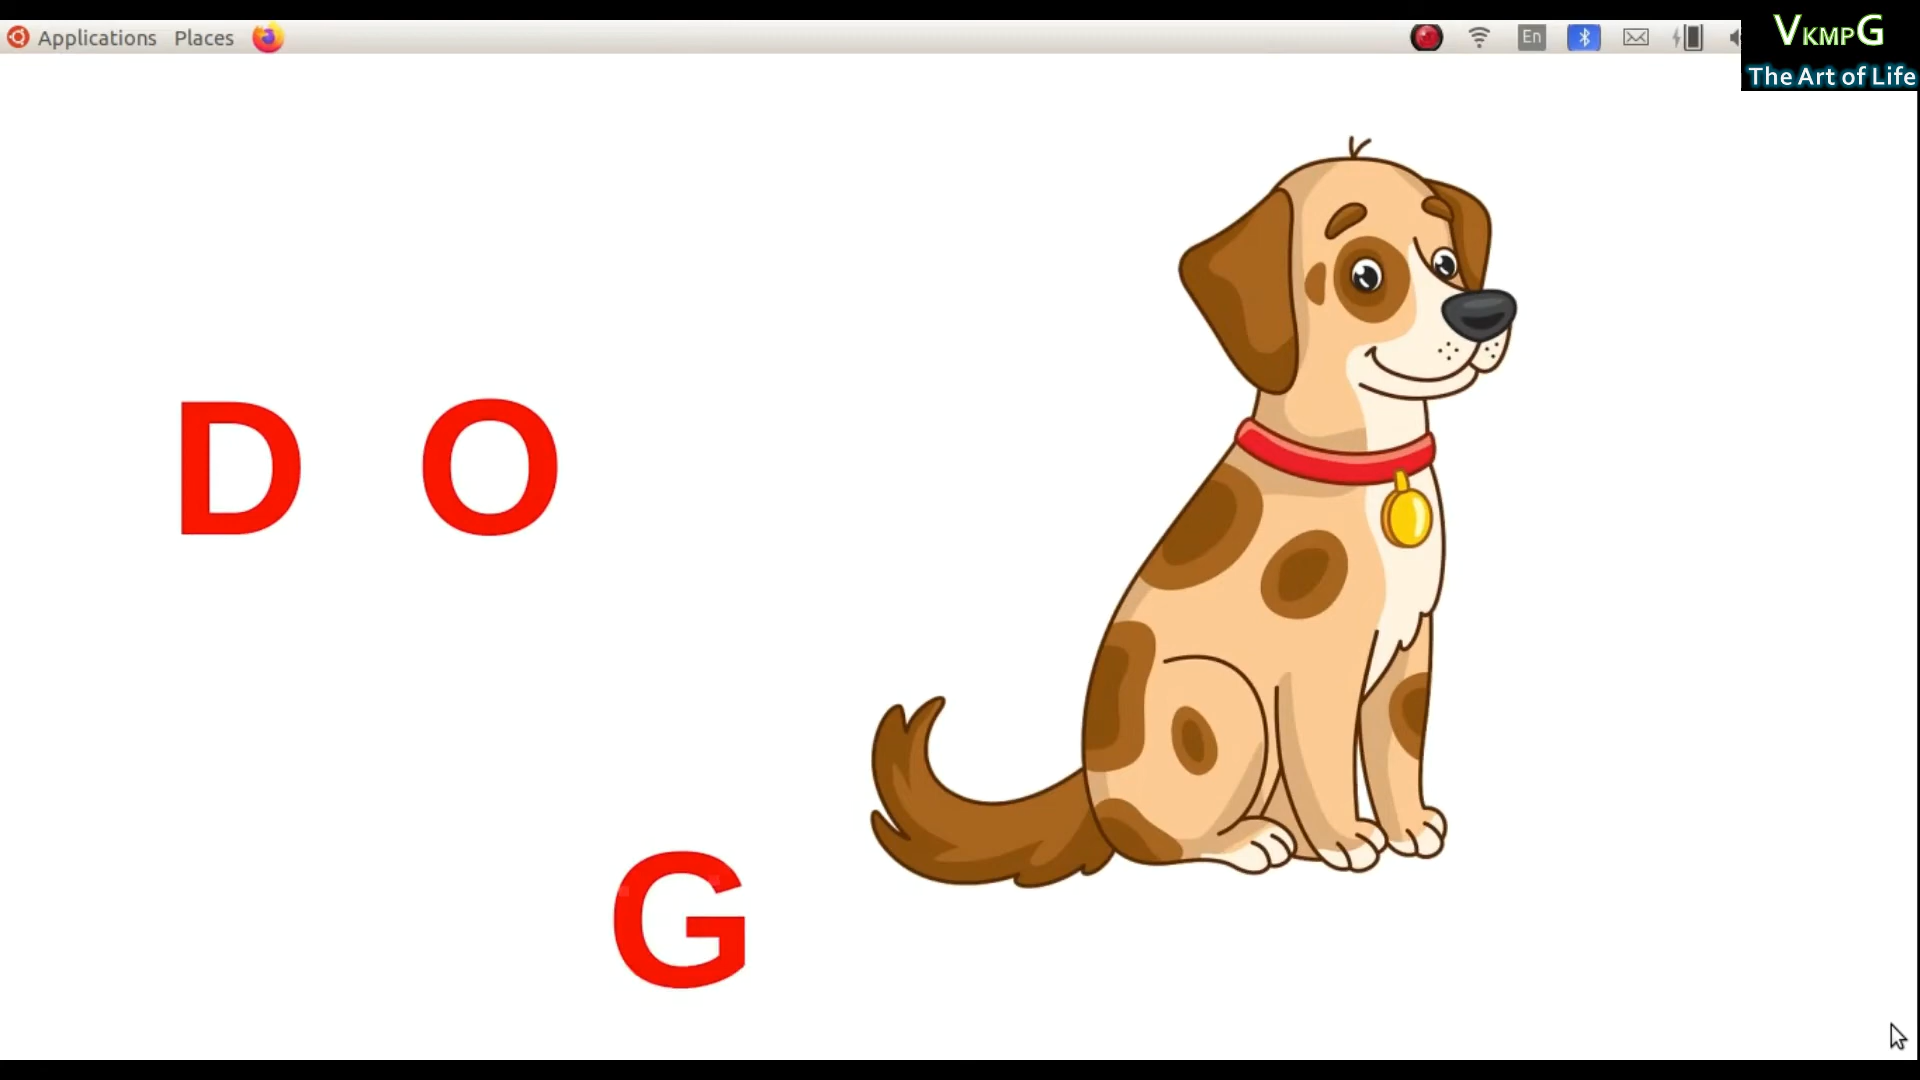 Applications Places
En
VKMPG
The Art of Life
D O
G